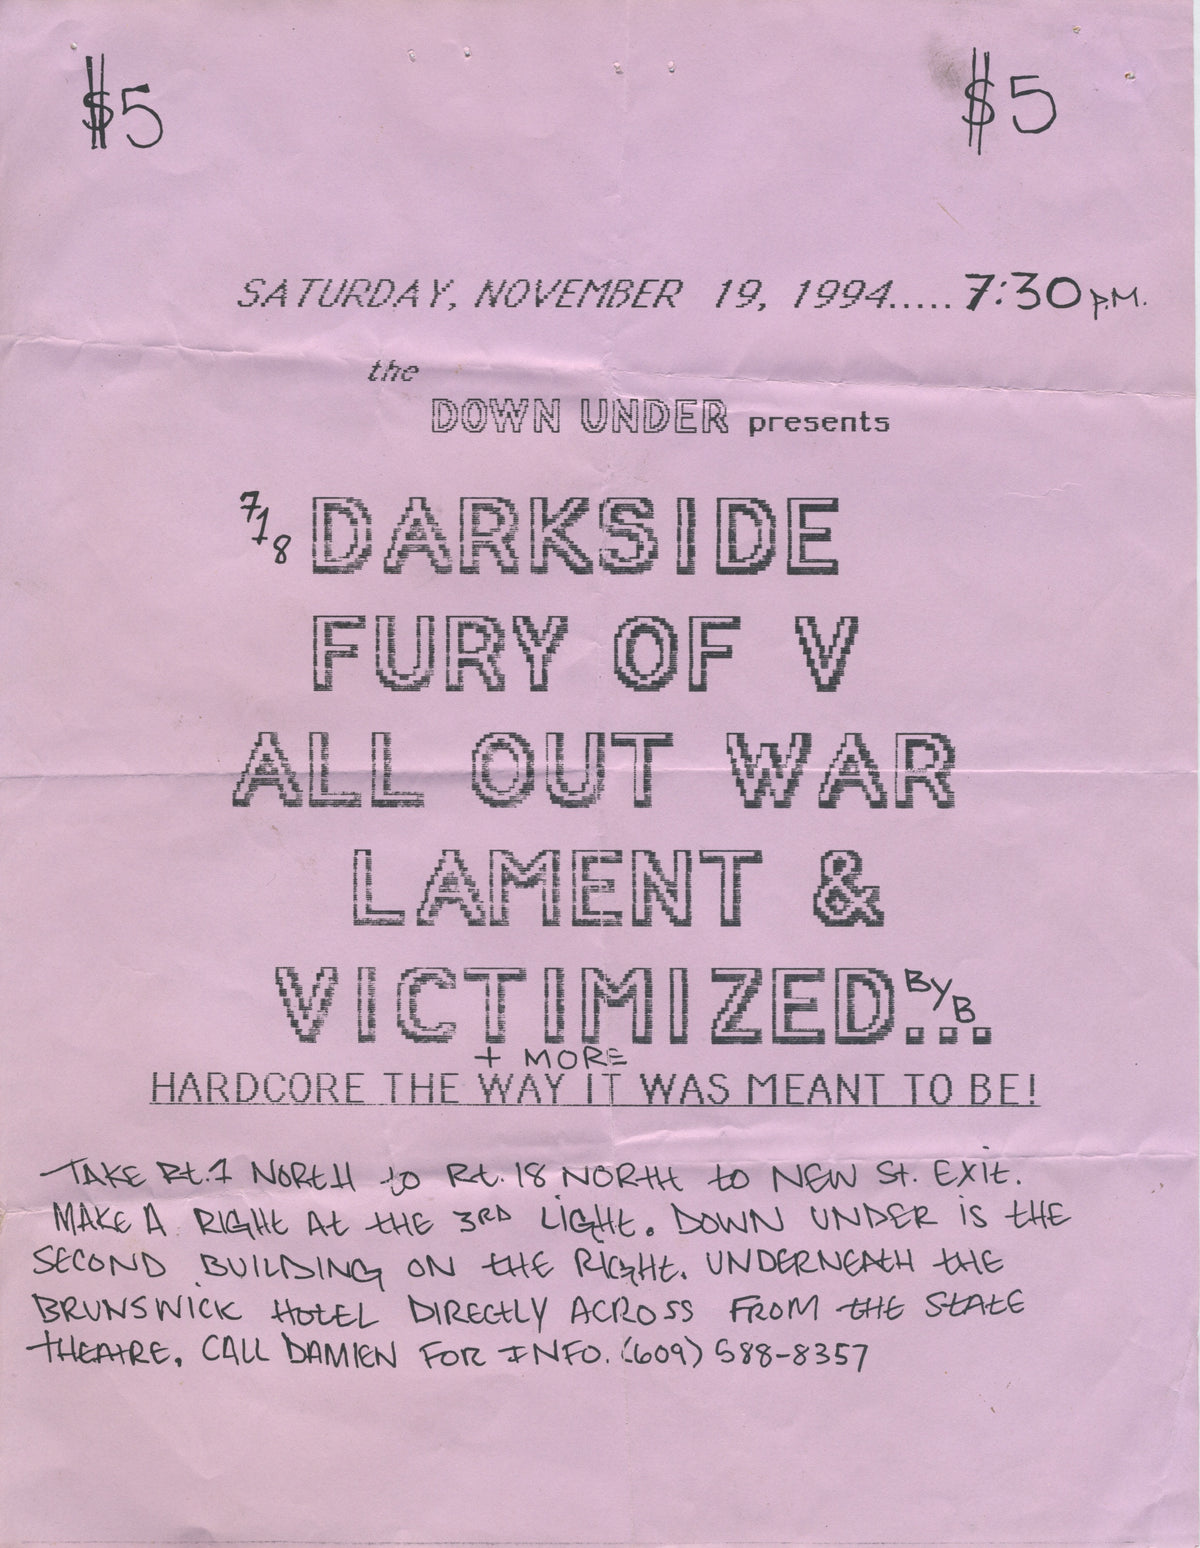 $5 $5
SATURDAY, NOVEMBER 19, 1994..... 7:30 P.M.
the
DOWN UNDER presents
718 DARKSIDE
FURY OF V
ALL OUT WAR
LAMENT &
VICTIMIZED... BY B
+ MORE
HARDCORE THE WAY IT WAS MEANT TO BE!
TAKE Rt. 1 NORTH to Rt. 18 NORTH to NEW St. EXit.
MAKE A RIGHT At tHE 3RD LiGHt. DOWN UNDER iS tHE
SECOND BUILDING ON tHE RIGHt. UNDERNEAtH tHE
BRUNSWICK HOtEL DIRECtLY ACROSS FROM tHE StAtE
tHEAtRE. CALL DAMIEN FOR INFO. (609) 588-8357